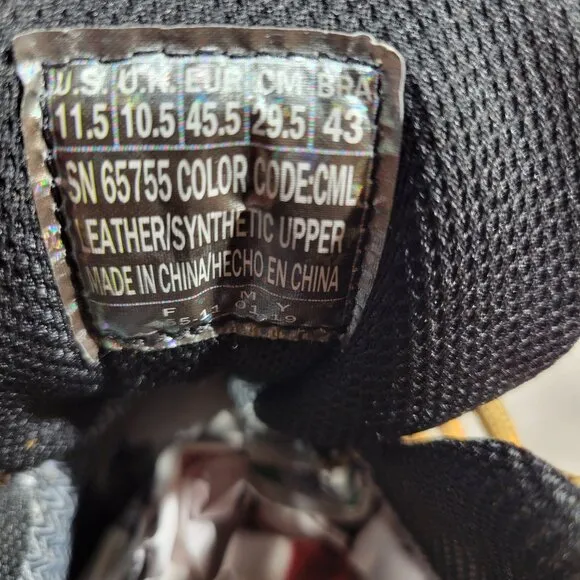 U.S. U.K. EUR CM BRA
11.5 10.5 45.5 29.5 43
SN 65755 COLOR CODE:CML
LEATHER/SYNTHETIC UPPER
MADE IN CHINA/HECHO EN CHINA
F M Y